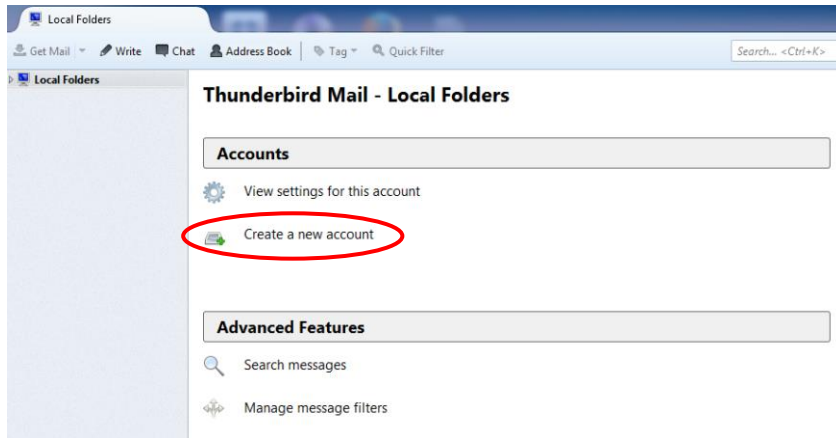 Local Folders
Get Mail Write Chat Address Book Tag Quick Filter Search... <Ctrl+K>
Local Folders
Thunderbird Mail - Local Folders
Accounts
View settings for this account
Create a new account
Advanced Features
Search messages
Manage message filters